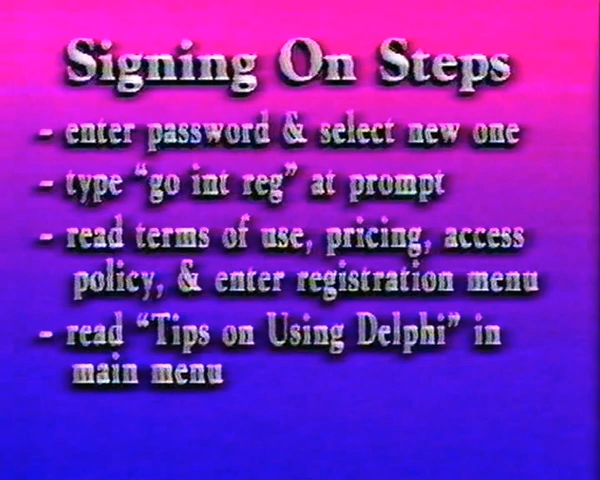 Signing On Steps
- enter password & select new one
- type “go int reg” at prompt
- read terms of use, pricing, access
policy, & enter registration menu
- read “Tips on Using Delphi” in
main menu